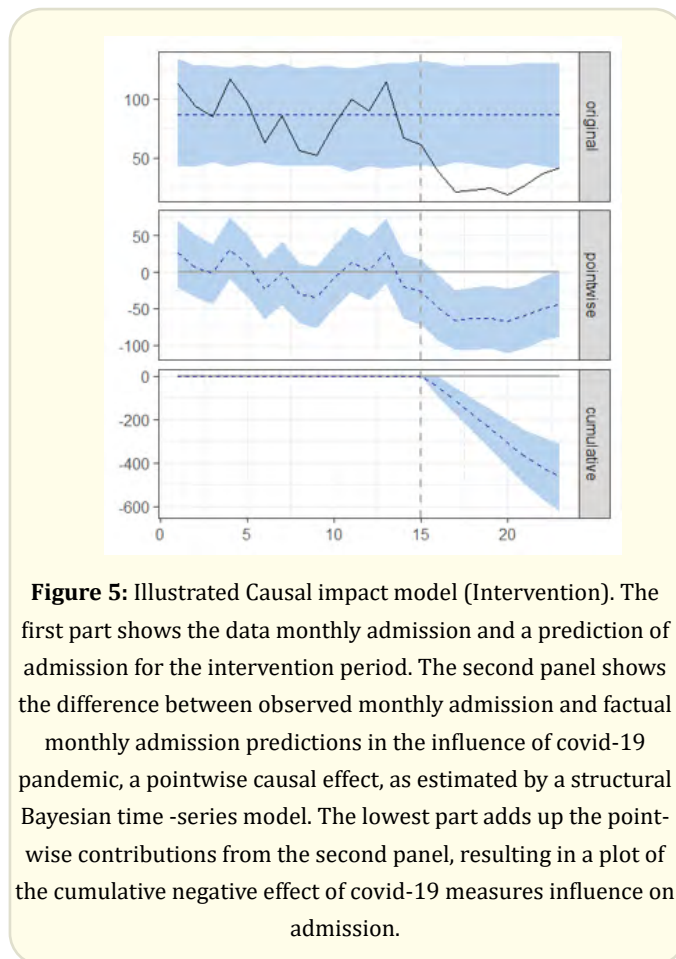 100
50
original
50
0
-50
-100
pointwise
0
-200
-400
-600
cumulative
0
5
10
15
20
Figure 5: Illustrated Causal impact model (Intervention). The
first part shows the data monthly admission and a prediction of
admission for the intervention period. The second panel shows
the difference between observed monthly admission and factual
monthly admission predictions in the influence of covid-19
pandemic, a pointwise causal effect, as estimated by a structural
Bayesian time -series model. The lowest part adds up the point-
wise contributions from the second panel, resulting in a plot of
the cumulative negative effect of covid-19 measures influence on
admission.